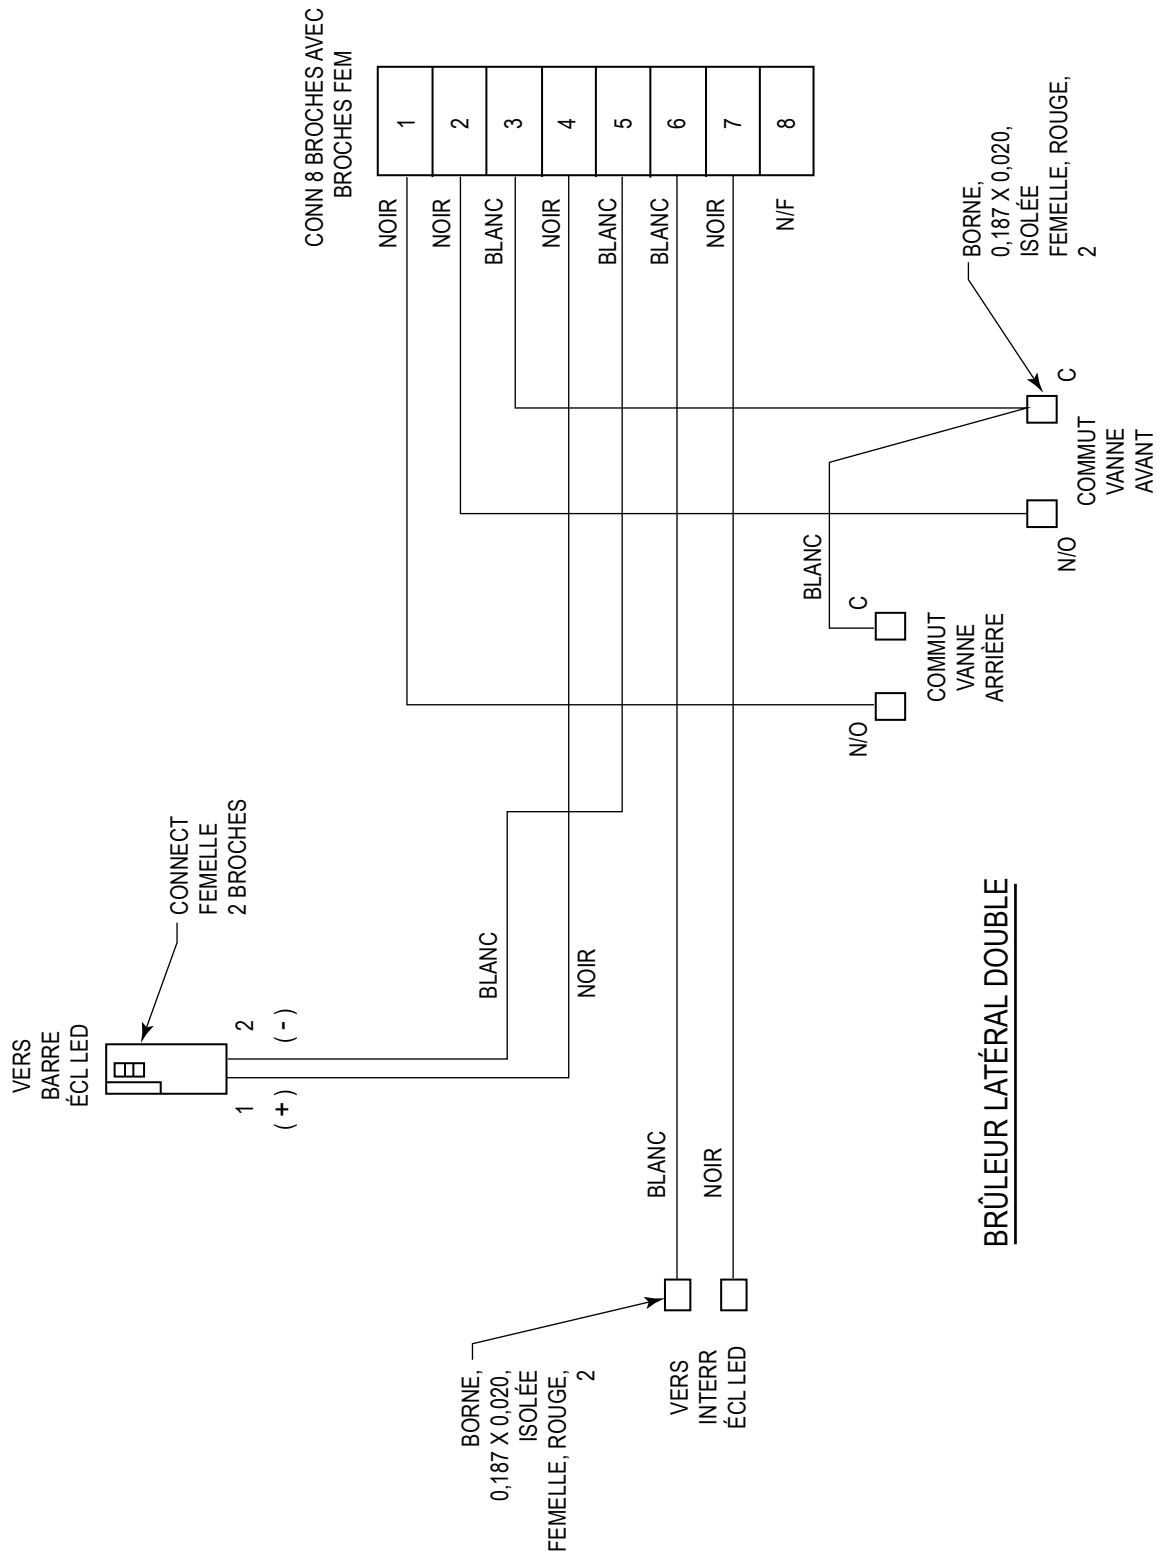 VERS
BARRE
ÉCL LED
CONNECT
FEMELLE
2 BROCHES
1
2
( + )
( - )
CONN 8 BROCHES AVEC
BROCHES FEM
1
2
3
4
5
6
7
8
NOIR
NOIR
BLANC
NOIR
BLANC
BLANC
NOIR
N/F
BLANC
NOIR
BLANC
NOIR
BORNE,
0,187 X 0,020,
ISOLÉE
FEMELLE, ROUGE,
2
VERS
INTERR
ÉCL LED
BLANC
N/O
C
COMMUT
VANNE
ARRIÈRE
N/O
C
COMMUT
VANNE
AVANT
BORNE,
0,187 X 0,020,
ISOLÉE
FEMELLE, ROUGE,
2
BRÛLEUR LATÉRAL DOUBLE